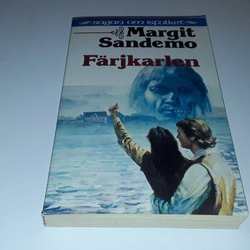 sagan om isfolket
Margit
Sandemo
Färjkarlen